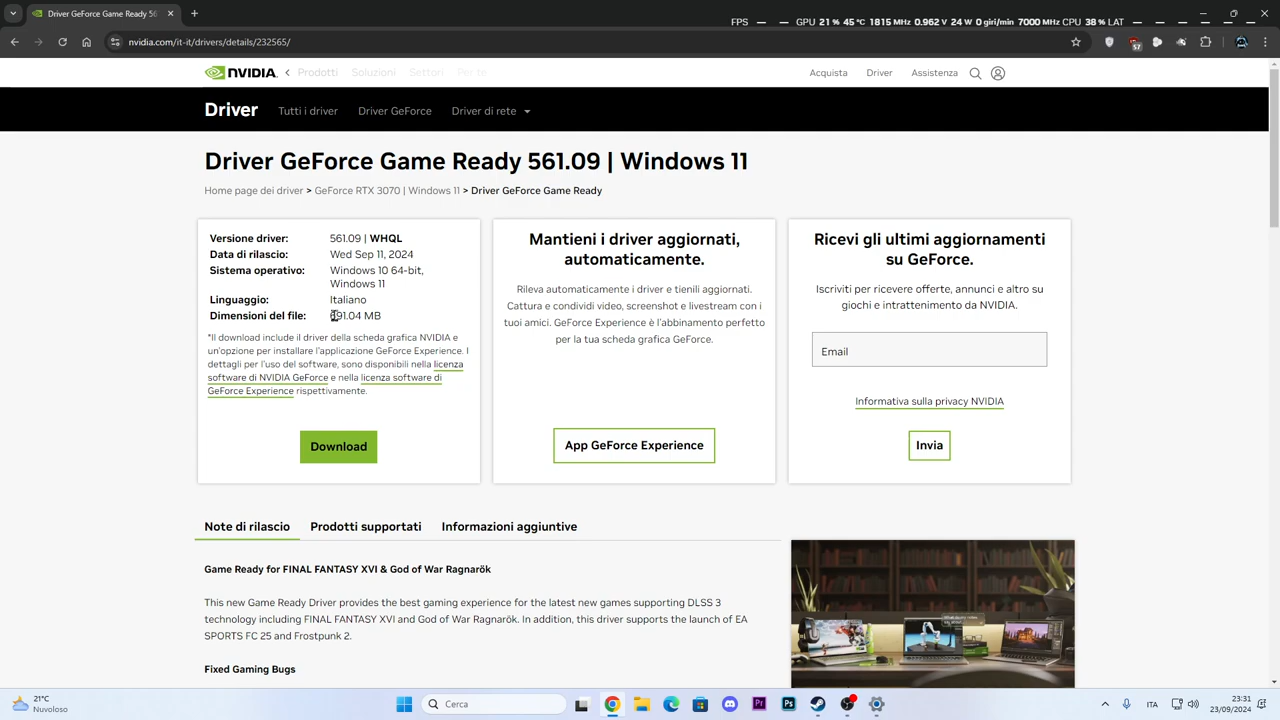 Driver GeForce Game Ready 56
FPS — — GPU 21 % 45 °C 1815 MHz 0.962 V 24 W 0 giri/min 7000 MHz CPU 38 % LAT —
nvidia.com/it-it/drivers/details/232565/
57
NVIDIA.
Prodotti Soluzioni Settori Per te
Acquista Driver Assistenza
Driver Tutti i driver Driver GeForce Driver di rete
Driver GeForce Game Ready 561.09 | Windows 11
Home page dei driver > GeForce RTX 3070 | Windows 11 > Driver GeForce Game Ready
Versione driver: 561.09 | WHQL
Data di rilascio: Wed Sep 11, 2024
Sistema operativo: Windows 10 64-bit,
Windows 11
Linguaggio: Italiano
Dimensioni del file: 91.04 MB
*Il download include il driver della scheda grafica NVIDIA e
un'opzione per installare l'applicazione GeForce Experience. I
dettagli per l'uso del software, sono disponibili nella licenza
software di NVIDIA GeForce e nella licenza software di
GeForce Experience rispettivamente.
Download
Mantieni i driver aggiornati,
automaticamente.
Rileva automaticamente i driver e tienili aggiornati.
Cattura e condividi video, screenshot e livestream con i
tuoi amici. GeForce Experience è l'abbinamento perfetto
per la tua scheda grafica GeForce.
App GeForce Experience
Ricevi gli ultimi aggiornamenti
su GeForce.
Iscriviti per ricevere offerte, annunci e altro su
giochi e intrattenimento da NVIDIA.
Email
Informativa sulla privacy NVIDIA
Invia
Note di rilascio Prodotti supportati Informazioni aggiuntive
Game Ready for FINAL FANTASY XVI & God of War Ragnarök
This new Game Ready Driver provides the best gaming experience for the latest new games supporting DLSS 3
technology including FINAL FANTASY XVI and God of War Ragnarök. In addition, this driver supports the launch of EA
SPORTS FC 25 and Frostpunk 2.
Fixed Gaming Bugs
21°C
Nuvoloso
Cerca
Pr
Ps
ITA
23:31
23/09/2024